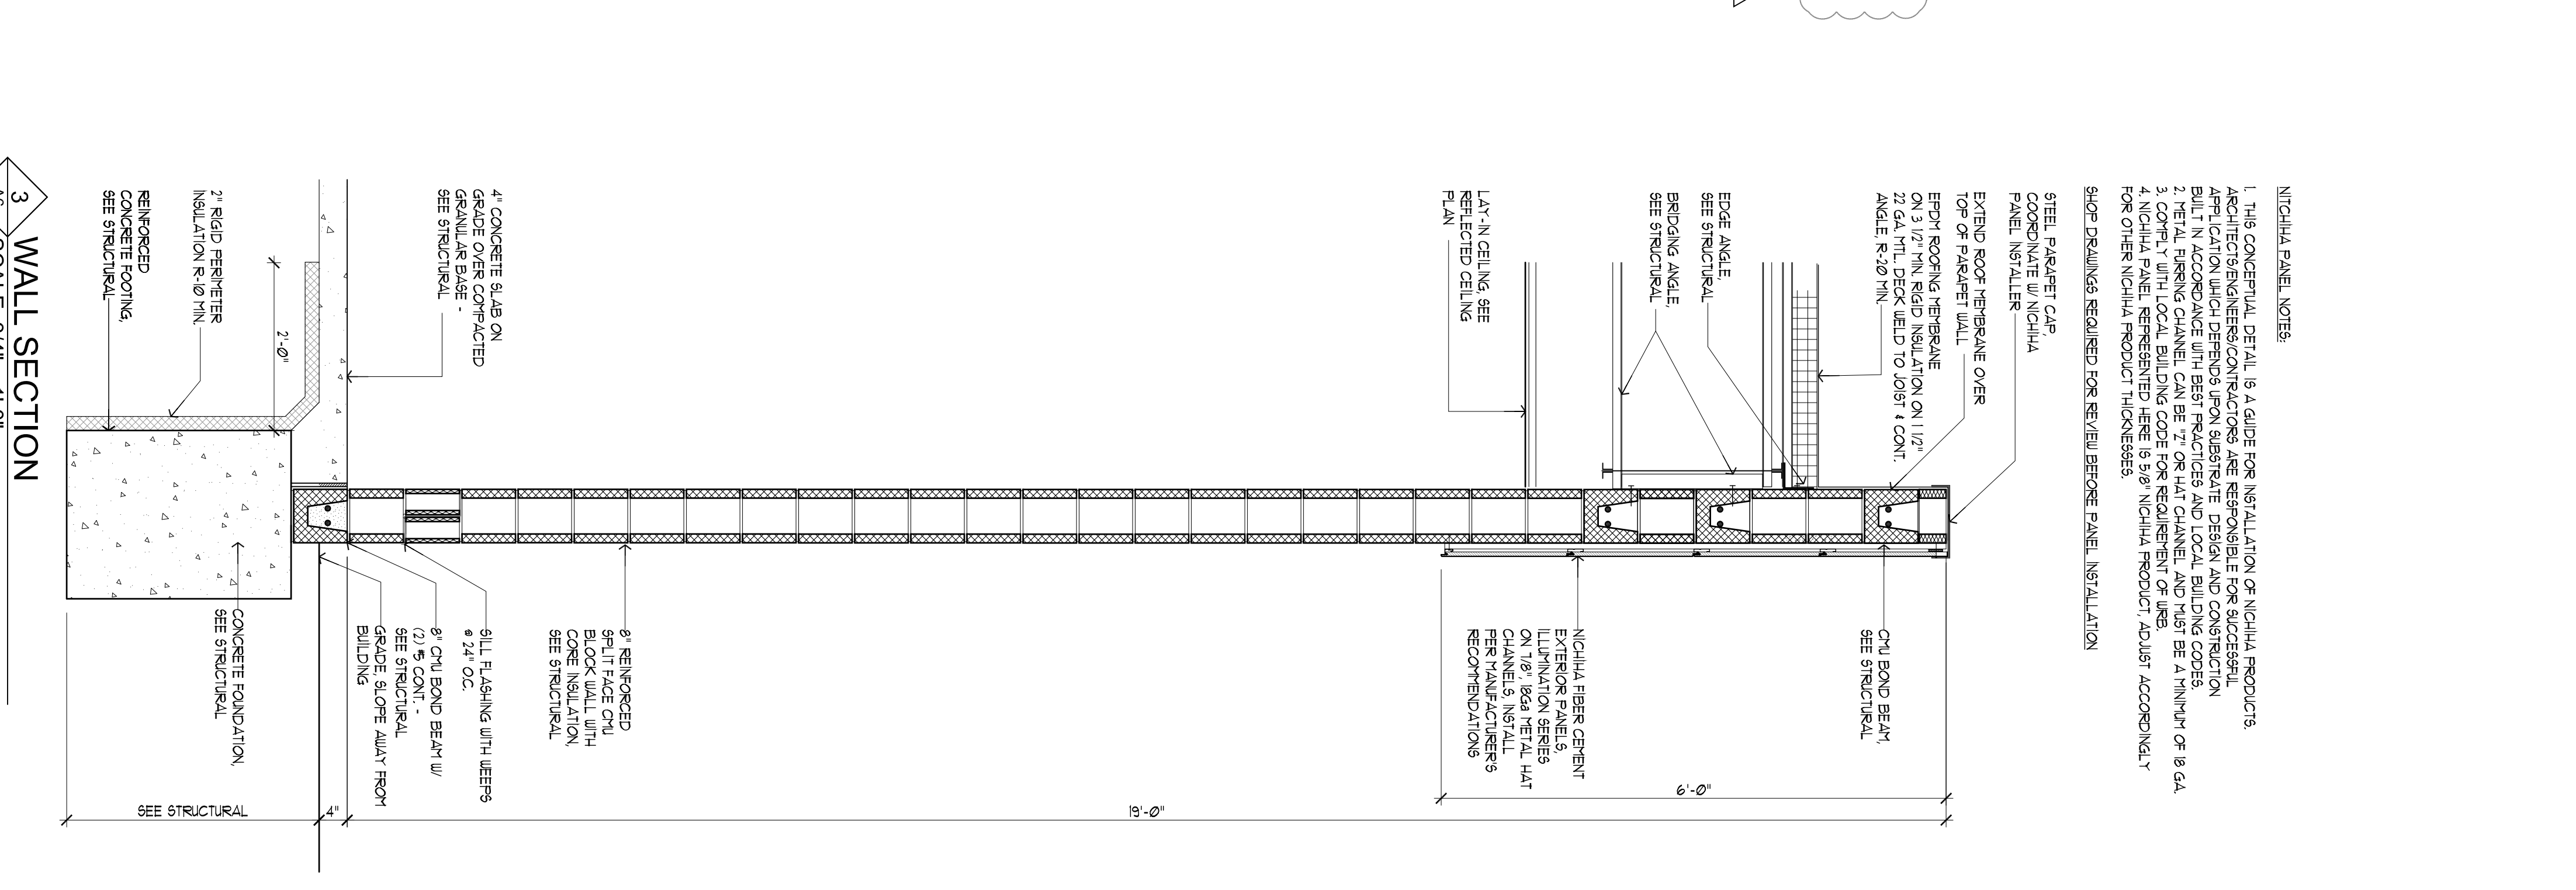 NITCHIHA PANEL NOTES:
1. THIS CONCEPTUAL DETAIL IS A GUIDE FOR INSTALLATION OF NICHIHA PRODUCTS.
ARCHITECTS/ENGINEERS/CONTRACTORS ARE RESPONSIBLE FOR SUCCESSFUL
APPLICATION WHICH DEPENDS UPON SUBSTRATE DESIGN AND CONSTRUCTION
BUILT IN ACCORDANCE WITH BEST PRACTICES AND LOCAL BUILDING CODES.
2. METAL FURRING CHANNEL CAN BE "Z" OR HAT CHANNEL AND MUST BE A MINIMUM OF 18 GA.
3. COMPLY WITH LOCAL BUILDING CODE FOR REQUIREMENT OF WRB.
4. NICHIHA PANEL REPRESENTED HERE IS 5/8" NICHIHA PRODUCT, ADJUST ACCORDINGLY
FOR OTHER NICHIHA PRODUCT THICKNESSES.
SHOP DRAWINGS REQUIRED FOR REVIEW BEFORE PANEL INSTALLATION
STEEL PARAPET CAP,
COORDINATE W/ NICHIHA
PANEL INSTALLER
EXTEND ROOF MEMBRANE OVER
TOP OF PARAPET WALL
EPDM ROOFING MEMBRANE
ON 3 1/2" MIN. RIGID INSULATION ON 1 1/2"
22 GA. MTL. DECK WELD TO JOIST & CONT.
ANGLE, R-20 MIN.
EDGE ANGLE,
SEE STRUCTURAL
BRIDGING ANGLE,
SEE STRUCTURAL
LAY-IN CEILING, SEE
REFLECTED CEILING
PLAN
CMU BOND BEAM,
SEE STRUCTURAL
6'-0"
NICHIHA FIBER CEMENT
EXTERIOR PANELS,
ILLUMINATION SERIES
ON 7/8", 18Ga METAL HAT
CHANNELS, INSTALL
PER MANUFACTURER'S
RECOMMENDATIONS
19'-0"
8" REINFORCED
SPLIT FACE CMU
BLOCK WALL WITH
CORE INSULATION,
SEE STRUCTURAL
4" CONCRETE SLAB ON
GRADE OVER COMPACTED
GRANULAR BASE -
SEE STRUCTURAL
SILL FLASHING WITH WEEPS
@ 24" O.C.
8" CMU BOND BEAM W/
(2) #5 CONT. -
SEE STRUCTURAL
GRADE, SLOPE AWAY FROM
BUILDING
4"
2'-0"
2" RIGID PERIMETER
INSULATION R-10 MIN.
CONCRETE FOUNDATION,
SEE STRUCTURAL
SEE STRUCTURAL
REINFORCED
CONCRETE FOOTING,
SEE STRUCTURAL
3
WALL SECTION